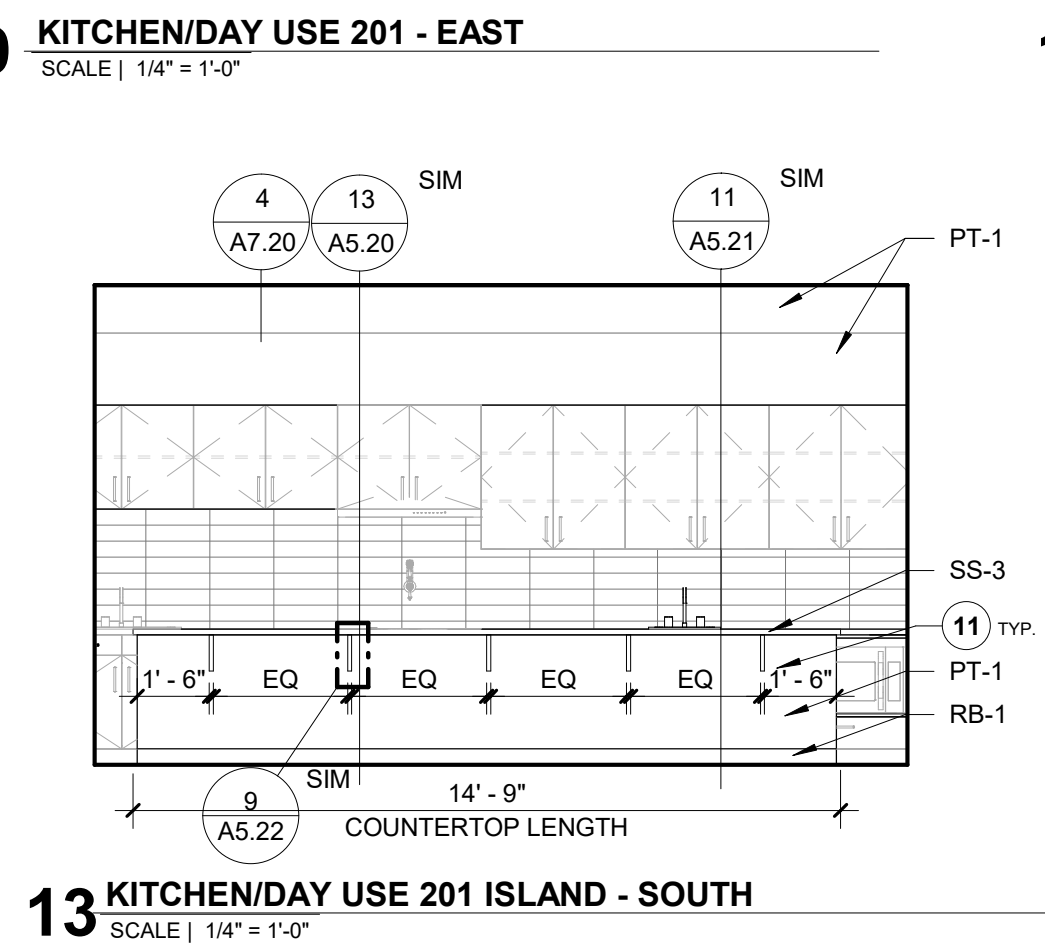 KITCHEN/DAY USE 201 - EAST
SCALE | 1/4" = 1'-0"
4
A7.20
13
A5.20
SIM
11
A5.21
SIM
PT-1
SS-3
11 TYP.
PT-1
RB-1
1' - 6" EQ EQ EQ EQ 1' - 6"
9
A5.22
SIM
14' - 9"
COUNTERTOP LENGTH
13 KITCHEN/DAY USE 201 ISLAND - SOUTH
SCALE | 1/4" = 1'-0"